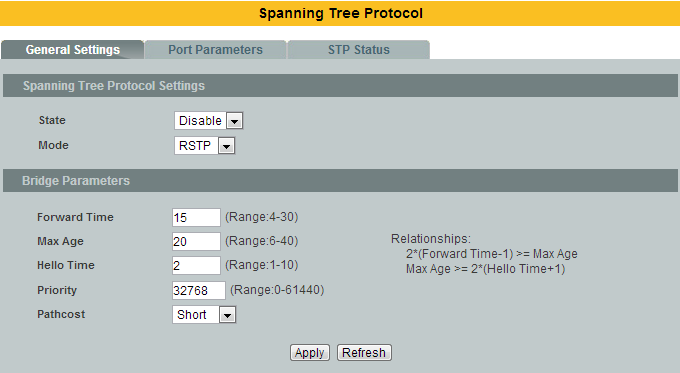 Spanning Tree Protocol
General Settings Port Parameters STP Status
Spanning Tree Protocol Settings
State Disable
Mode RSTP
Bridge Parameters
Forward Time 15 (Range:4-30)
Max Age 20 (Range:6-40)
Hello Time 2 (Range:1-10)
Priority 32768 (Range:0-61440)
Pathcost Short
Relationships:
2*(Forward Time-1) >= Max Age
Max Age >= 2*(Hello Time+1)
Apply Refresh